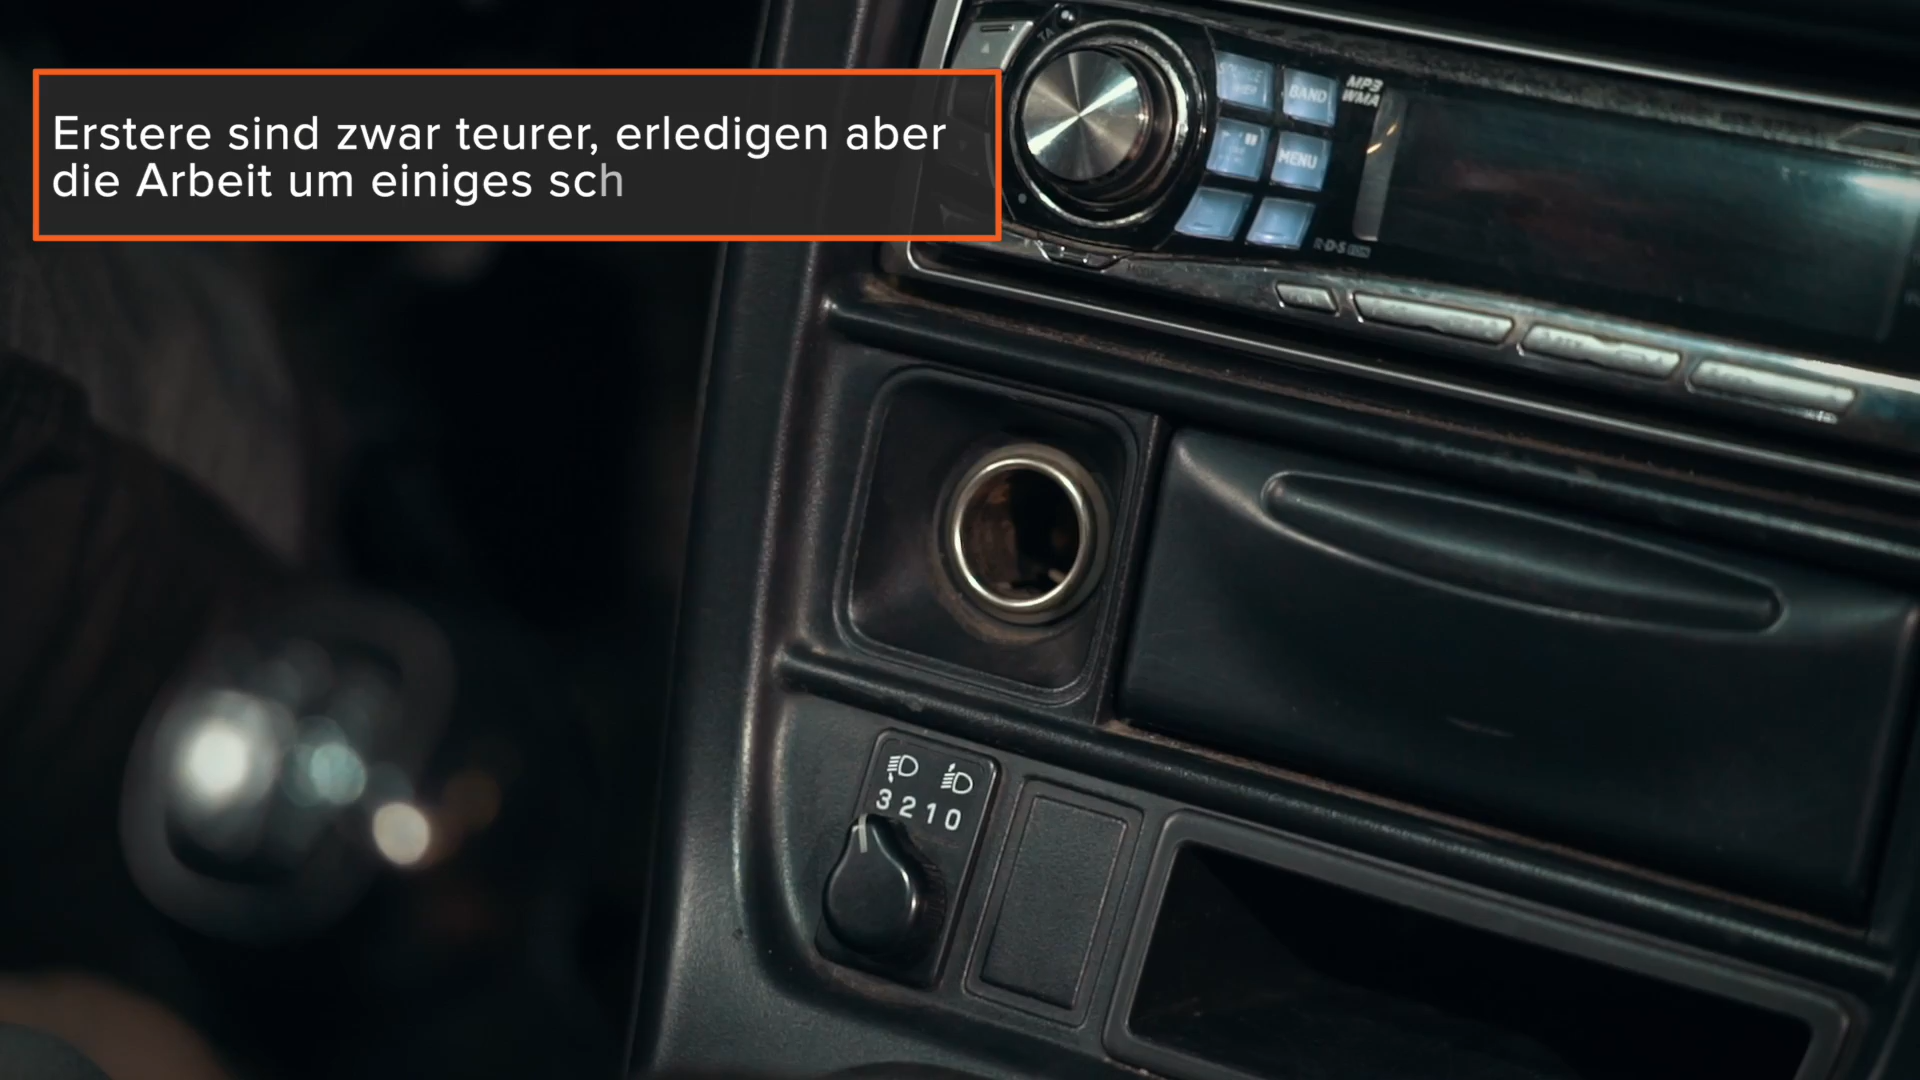 Erstere sind zwar teurer, erledigen aber
die Arbeit um einiges sch
TA
BAND
MENU
MP3
WMA
R·D·S
3 2 1 0